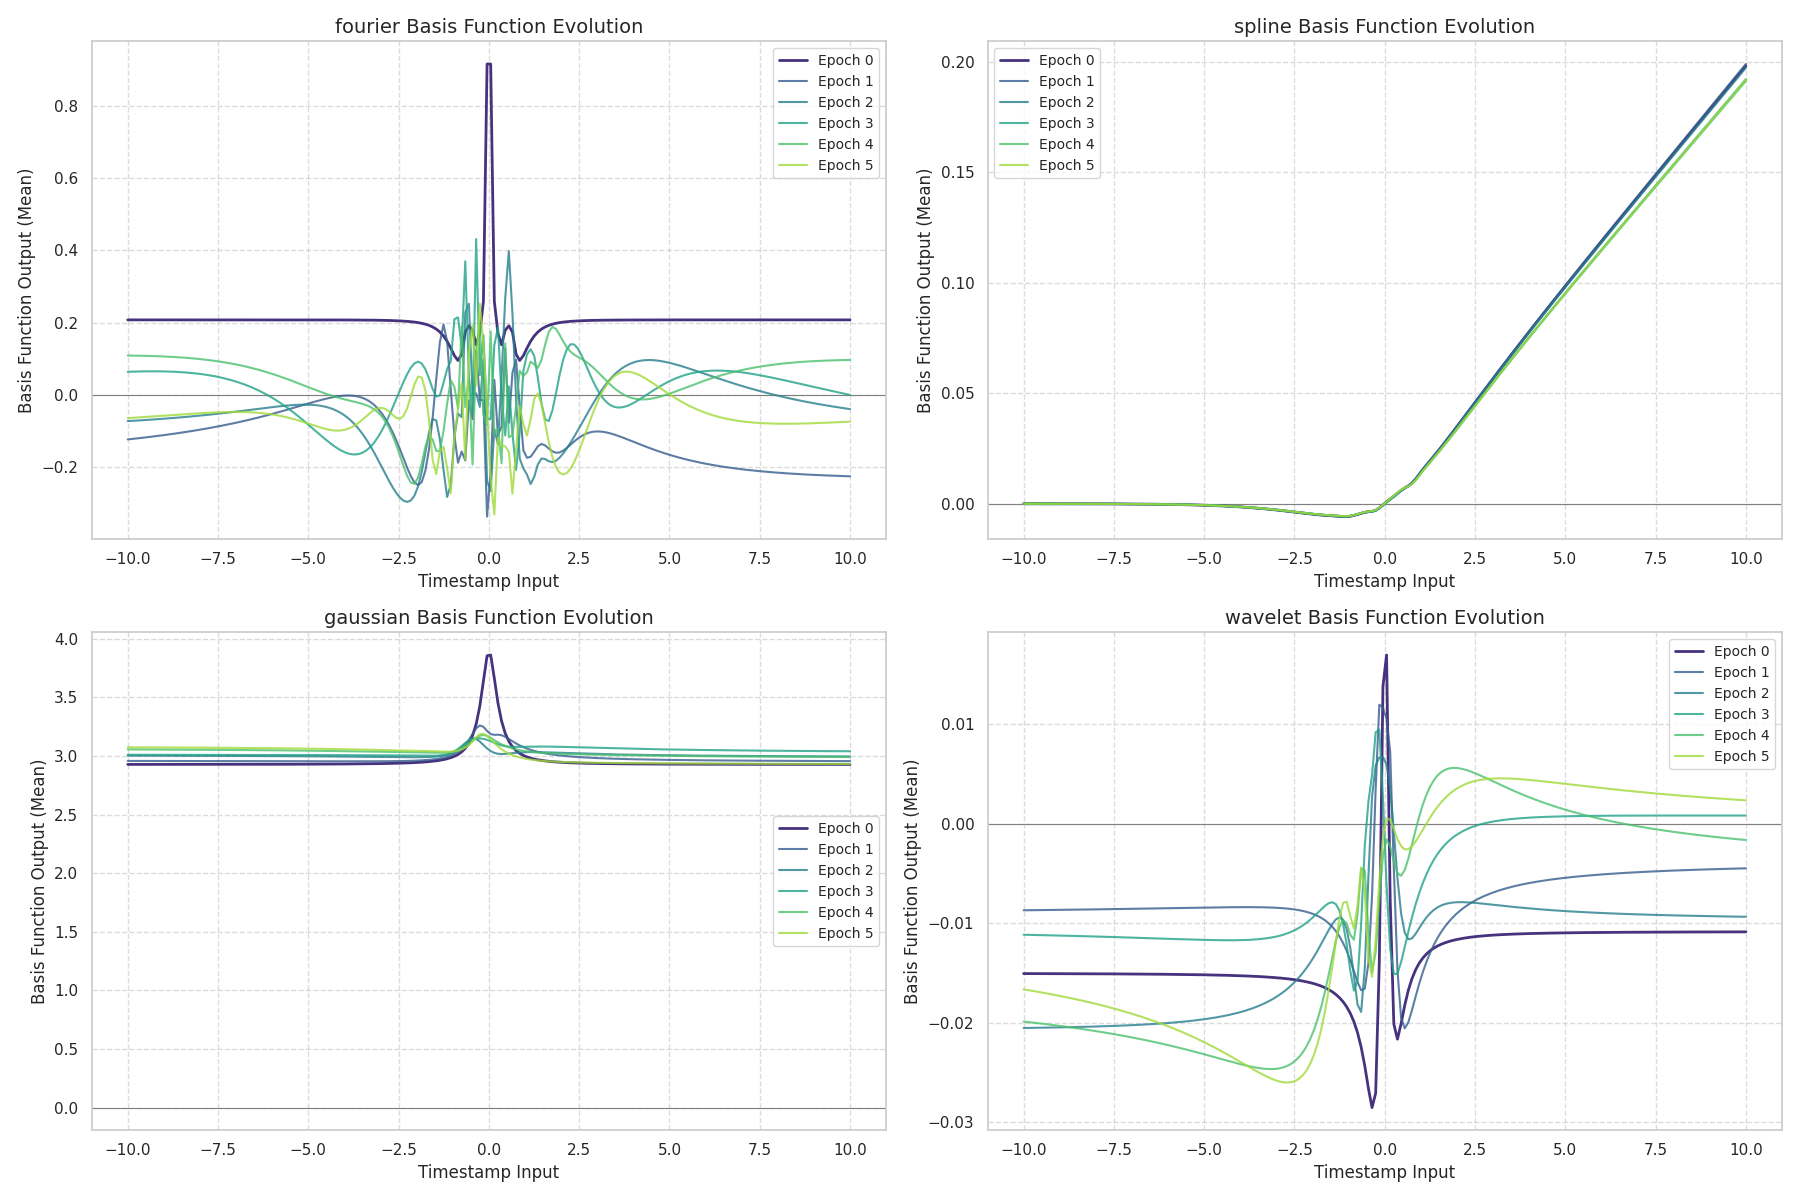 fourier Basis Function Evolution
Basis Function Output (Mean)
0.8
0.6
0.4
0.2
0.0
−0.2
Epoch 0
Epoch 1
Epoch 2
Epoch 3
Epoch 4
Epoch 5
−10.0 −7.5 −5.0 −2.5 0.0 2.5 5.0 7.5 10.0
Timestamp Input
spline Basis Function Evolution
Basis Function Output (Mean)
0.20
0.15
0.10
0.05
0.00
Epoch 0
Epoch 1
Epoch 2
Epoch 3
Epoch 4
Epoch 5
−10.0 −7.5 −5.0 −2.5 0.0 2.5 5.0 7.5 10.0
Timestamp Input
gaussian Basis Function Evolution
Basis Function Output (Mean)
4.0
3.5
3.0
2.5
2.0
1.5
1.0
0.5
0.0
Epoch 0
Epoch 1
Epoch 2
Epoch 3
Epoch 4
Epoch 5
−10.0 −7.5 −5.0 −2.5 0.0 2.5 5.0 7.5 10.0
Timestamp Input
wavelet Basis Function Evolution
Basis Function Output (Mean)
0.01
0.00
−0.01
−0.02
−0.03
Epoch 0
Epoch 1
Epoch 2
Epoch 3
Epoch 4
Epoch 5
−10.0 −7.5 −5.0 −2.5 0.0 2.5 5.0 7.5 10.0
Timestamp Input